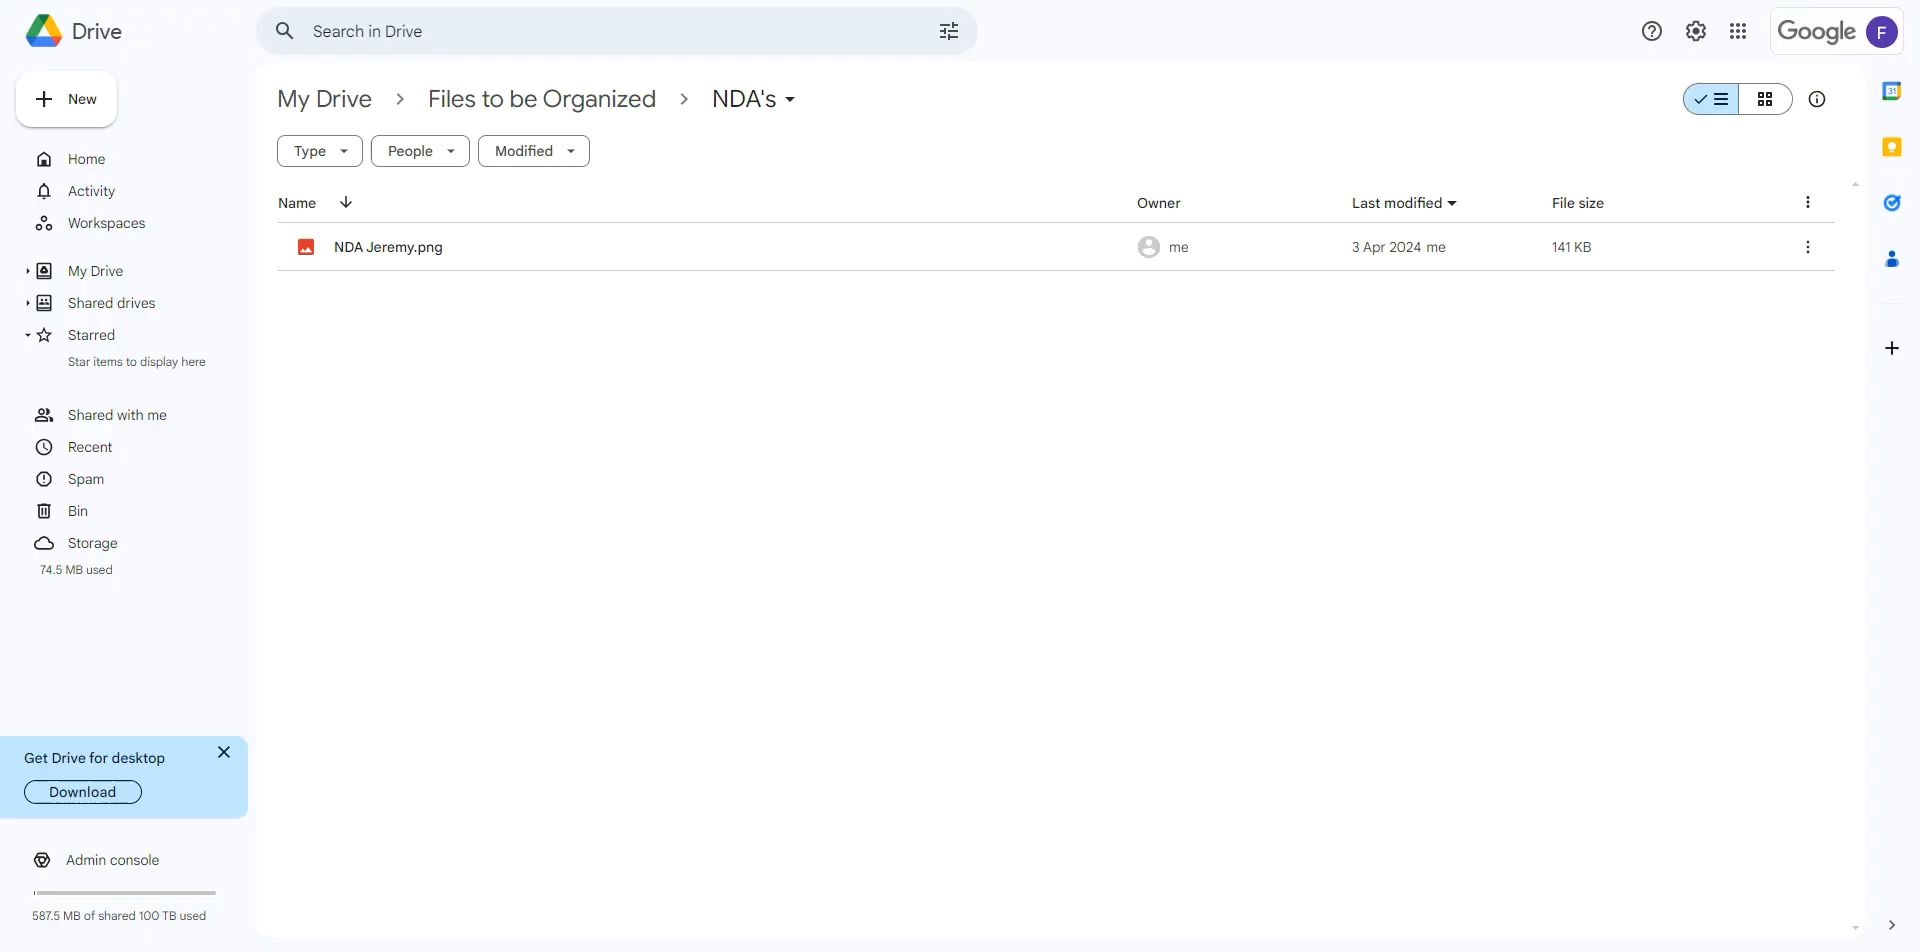 Drive
Search in Drive
Google
F
New
My Drive
Files to be Organized
NDA's
31
Type
People
Modified
Home
Activity
Workspaces
Name
Owner
Last modified
File size
NDA Jeremy.png
me
3 Apr 2024 me
141 KB
My Drive
Shared drives
Starred
Star items to display here
Shared with me
Recent
Spam
Bin
Storage
74.5 MB used
Get Drive for desktop
Download
Admin console
587.5 MB of shared 100 TB used